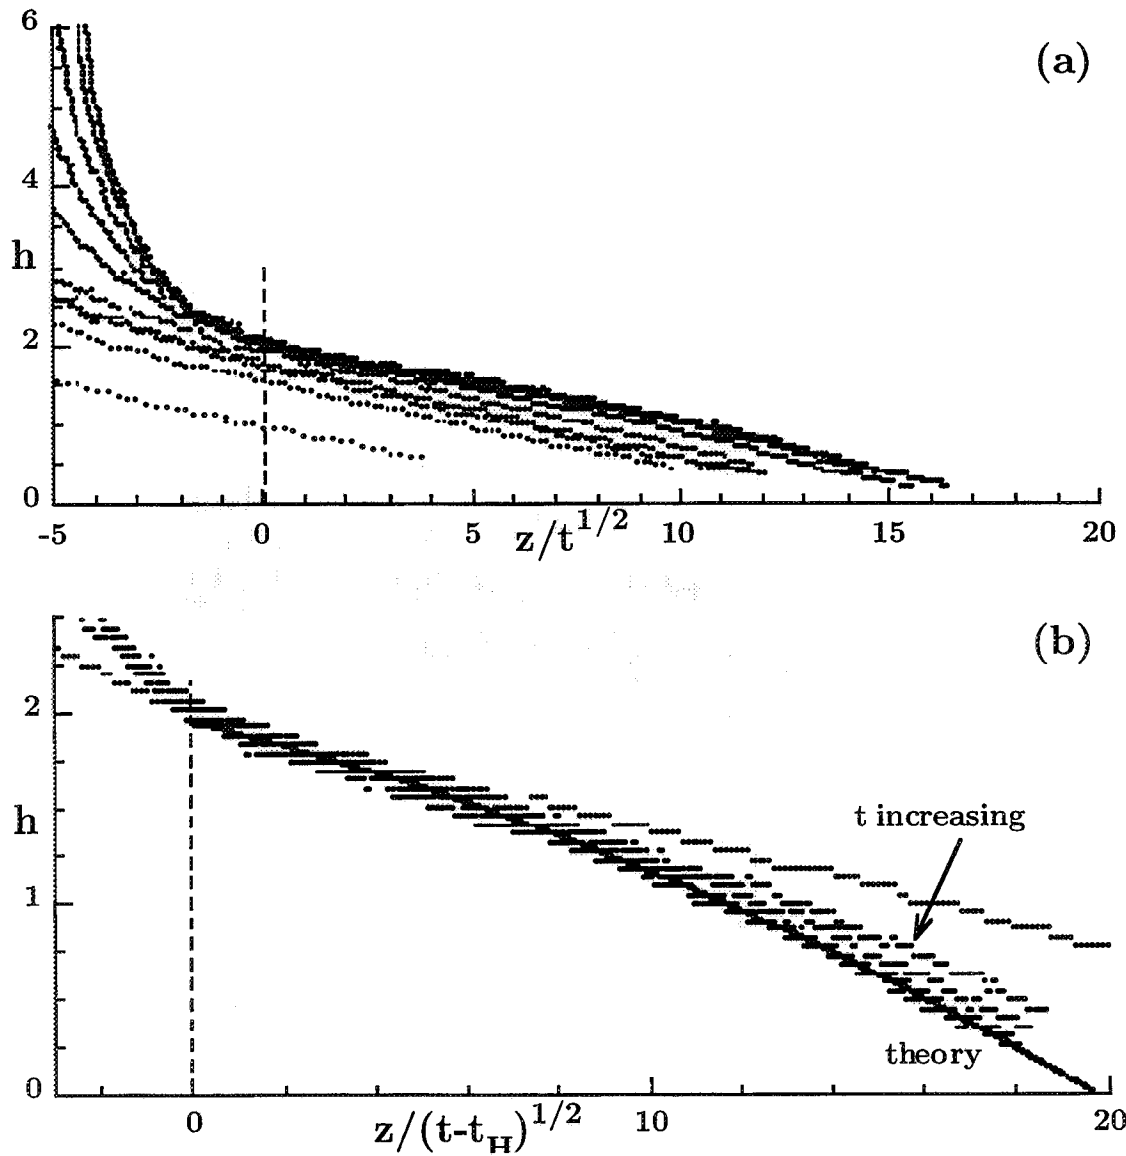 6
(a)
4
h
2
0
-5 0 5 10 15 20
z/t^{1/2}
(b)
2
t increasing
h
1
theory
0
0 10 20
z/(t-t_H)^{1/2}